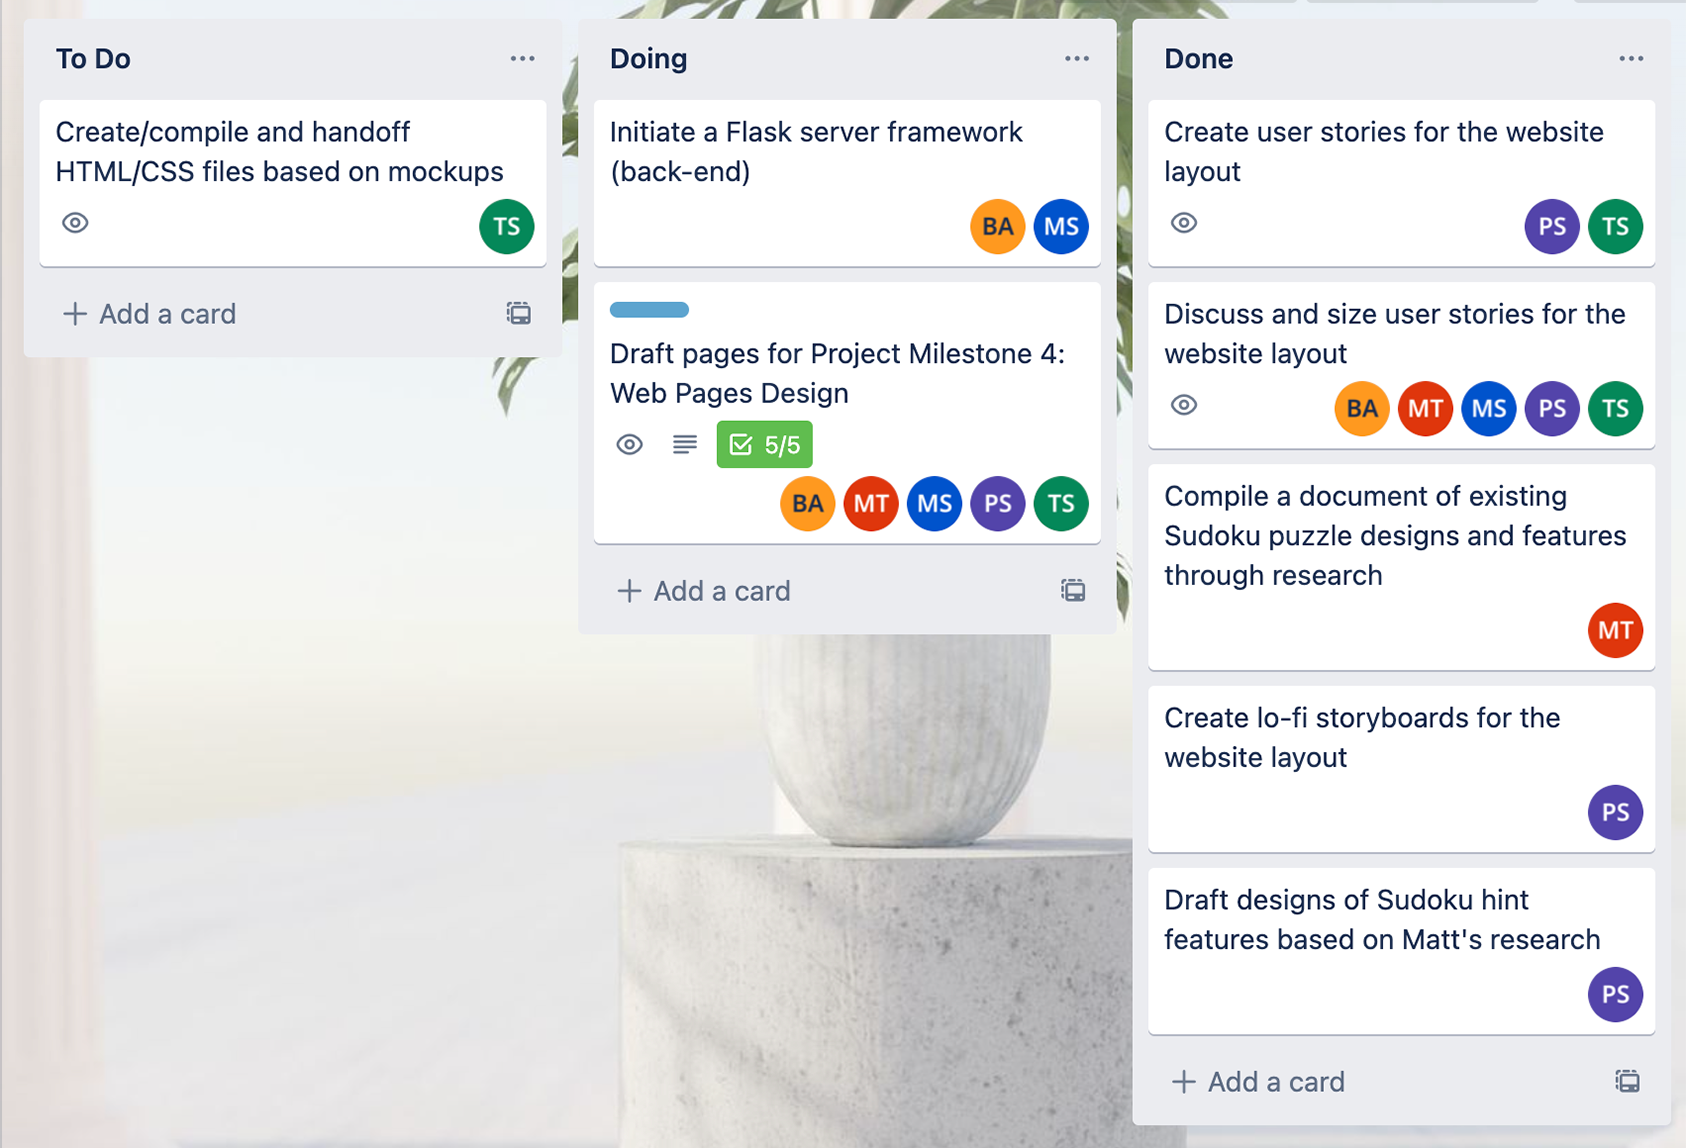 To Do
Create/compile and handoff
HTML/CSS files based on mockups
TS
Add a card
Doing
Initiate a Flask server framework
(back-end)
BA MS
Draft pages for Project Milestone 4:
Web Pages Design
5/5
BA MT MS PS TS
Add a card
Done
Create user stories for the website
layout
PS TS
Discuss and size user stories for the
website layout
BA MT MS PS TS
Compile a document of existing
Sudoku puzzle designs and features
through research
MT
Create lo-fi storyboards for the
website layout
PS
Draft designs of Sudoku hint
features based on Matt's research
PS
Add a card